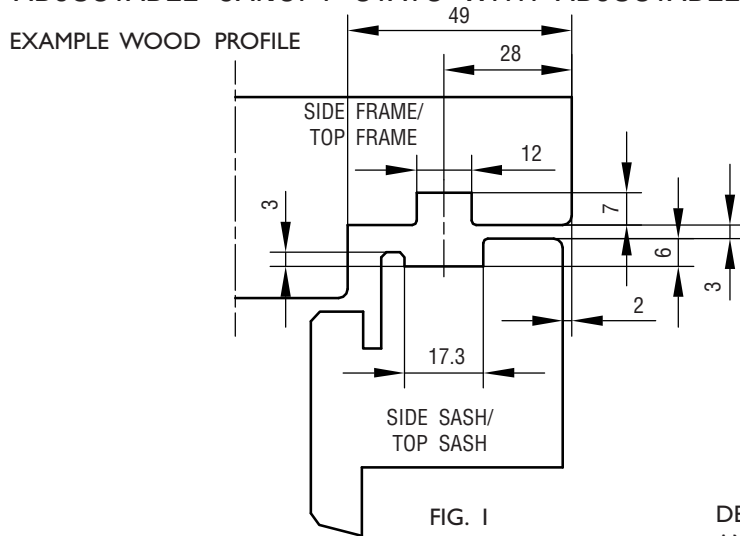 EXAMPLE WOOD PROFILE
49
28
SIDE FRAME/
TOP FRAME
12
3
7
6
3
2
17.3
SIDE SASH/
TOP SASH
FIG. 1
DE